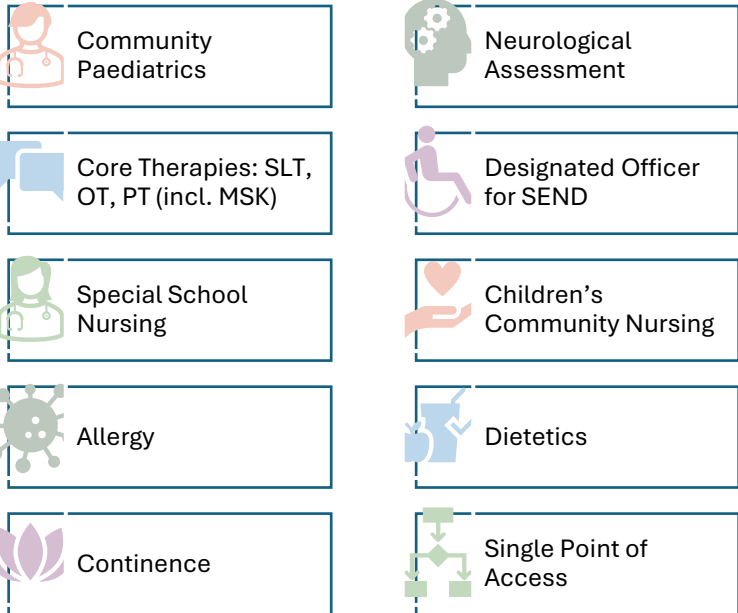 Community
Paediatrics
Neurological
Assessment
Core Therapies: SLT,
OT, PT (incl. MSK)
Designated Officer
for SEND
Special School
Nursing
Children’s
Community Nursing
Allergy
Dietetics
Continence
Single Point of
Access